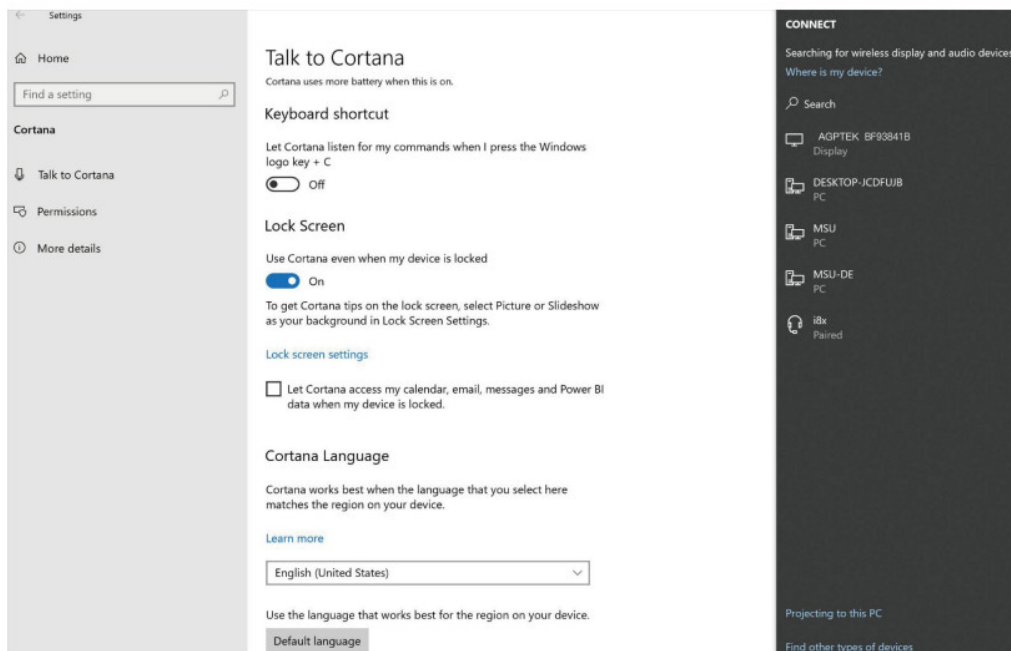 Settings
Home
Find a setting
Cortana
Talk to Cortana
Permissions
More details
Talk to Cortana
Cortana uses more battery when this is on.
Keyboard shortcut
Let Cortana listen for my commands when I press the Windows
logo key + C
Off
Lock Screen
Use Cortana even when my device is locked
On
To get Cortana tips on the lock screen, select Picture or Slideshow
as your background in Lock Screen Settings.
Lock screen settings
Let Cortana access my calendar, email, messages and Power BI
data when my device is locked.
Cortana Language
Cortana works best when the language that you select here
matches the region on your device.
Learn more
English (United States)
Use the language that works best for the region on your device.
Default language
CONNECT
Searching for wireless display and audio devices
Where is my device?
Search
AGPTEK BF93841B
Display
DESKTOP-JCDFUJB
PC
MSU
PC
MSU-DE
PC
i8x
Paired
Projecting to this PC
Find other types of devices